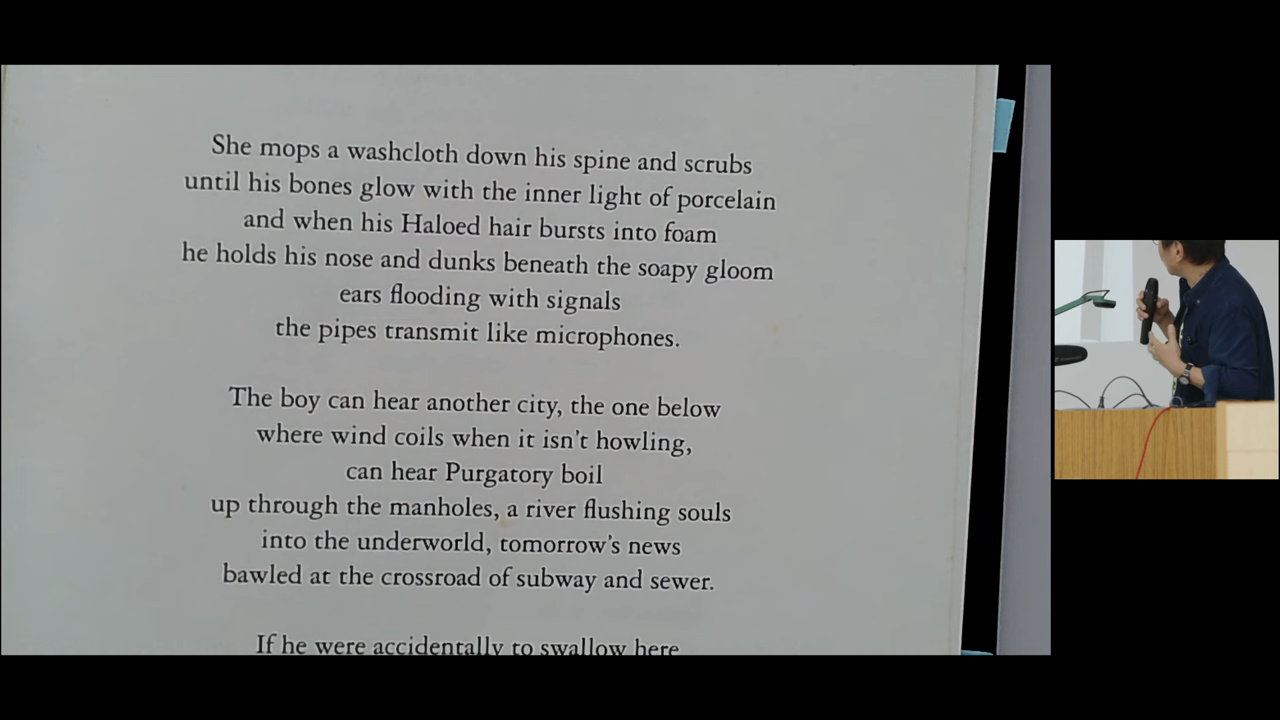 She mops a washcloth down his spine and scrubs
until his bones glow with the inner light of porcelain
and when his Haloed hair bursts into foam
he holds his nose and dunks beneath the soapy gloom
ears flooding with signals
the pipes transmit like microphones.
The boy can hear another city, the one below
where wind coils when it isn't howling,
can hear Purgatory boil
up through the manholes, a river flushing souls
into the underworld, tomorrow's news
bawled at the crossroad of subway and sewer.
If he were accidentally to swallow here